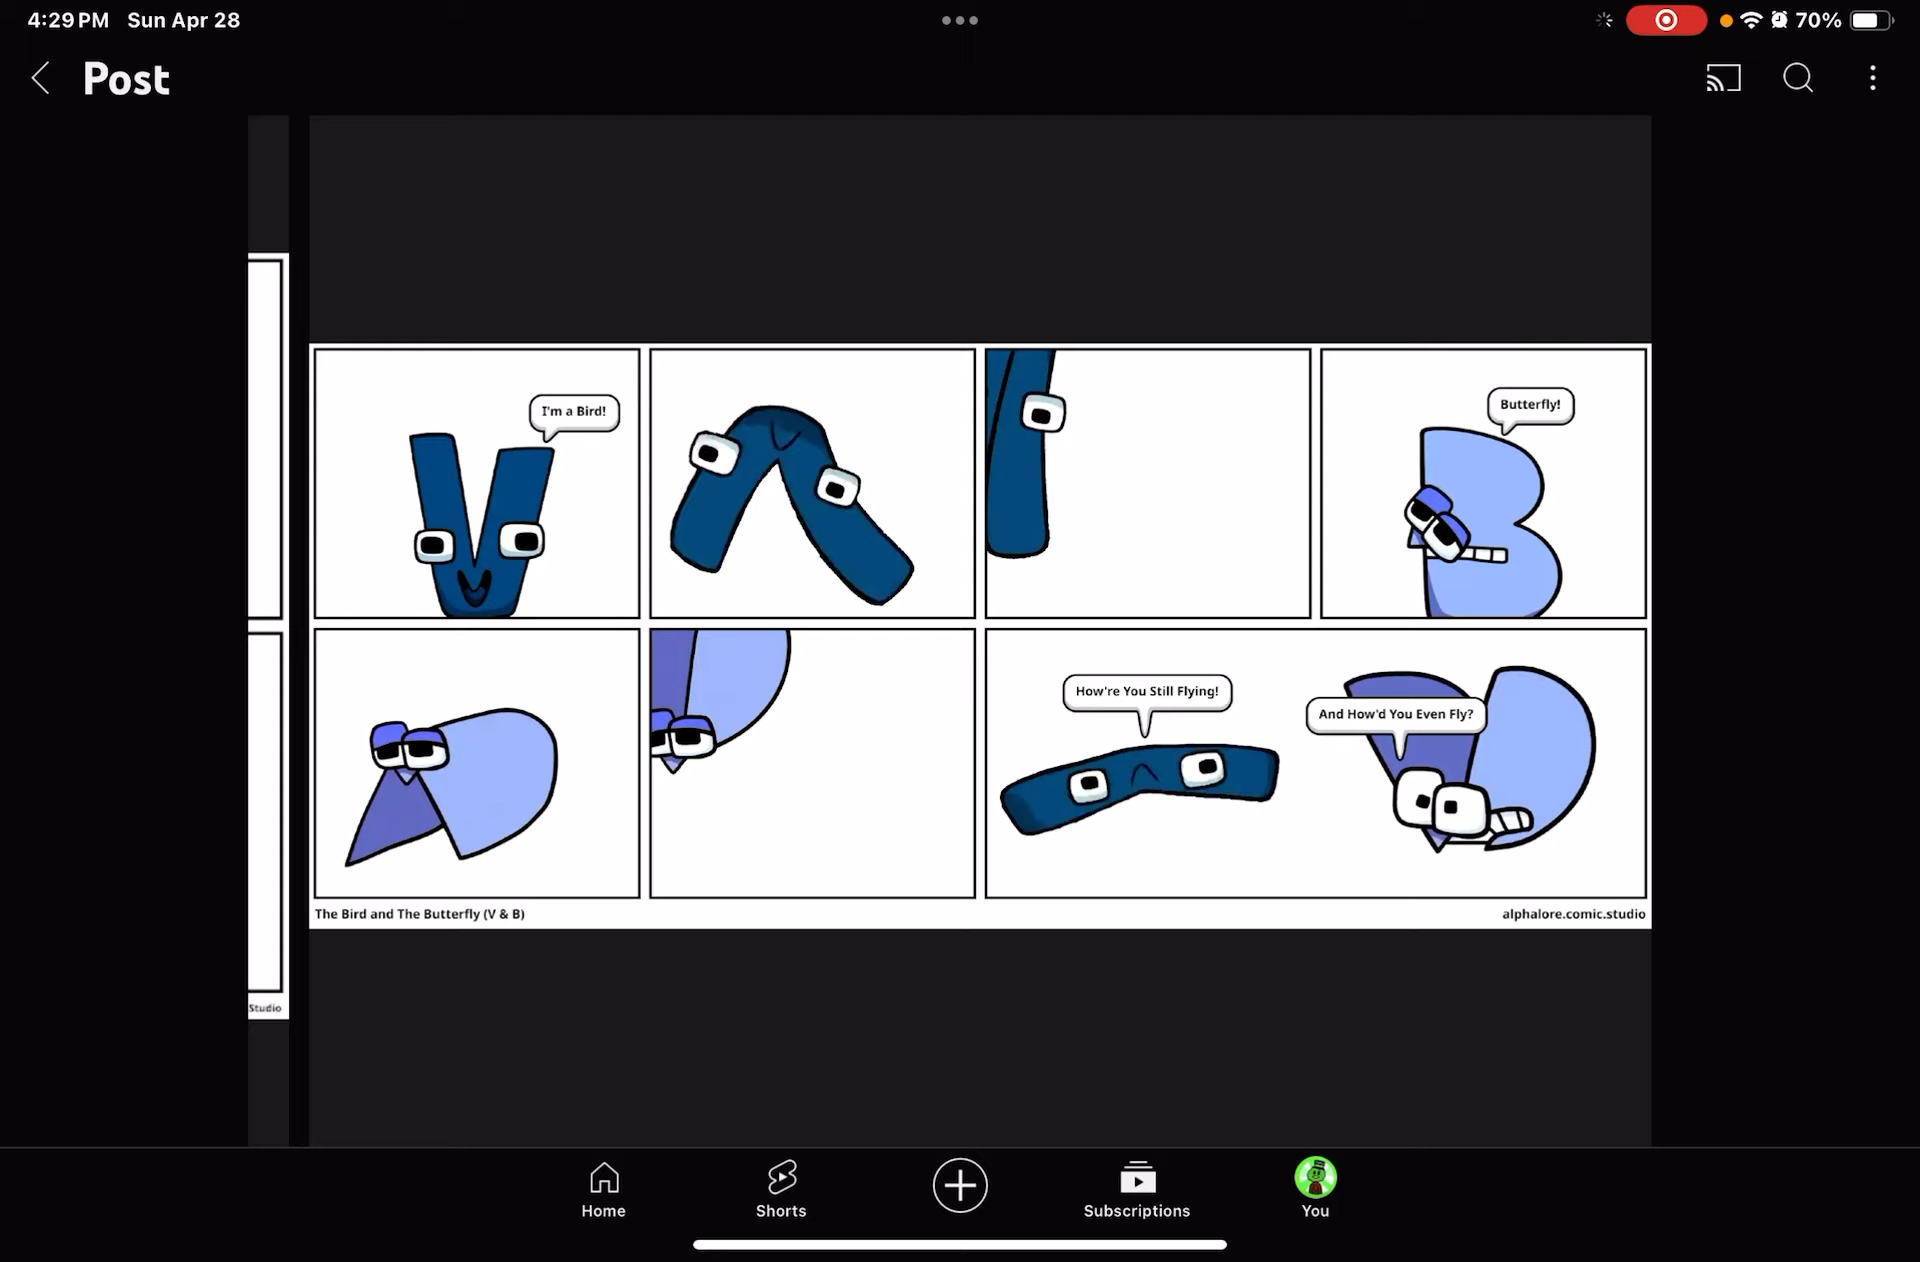 4:29 PM Sun Apr 28
70%
Post
I'm a Bird!
Butterfly!
How're You Still Flying!
And How'd You Even Fly?
The Bird and The Butterfly (V & B)
alphalore.comic.studio
Studio
Home
Shorts
Subscriptions
You